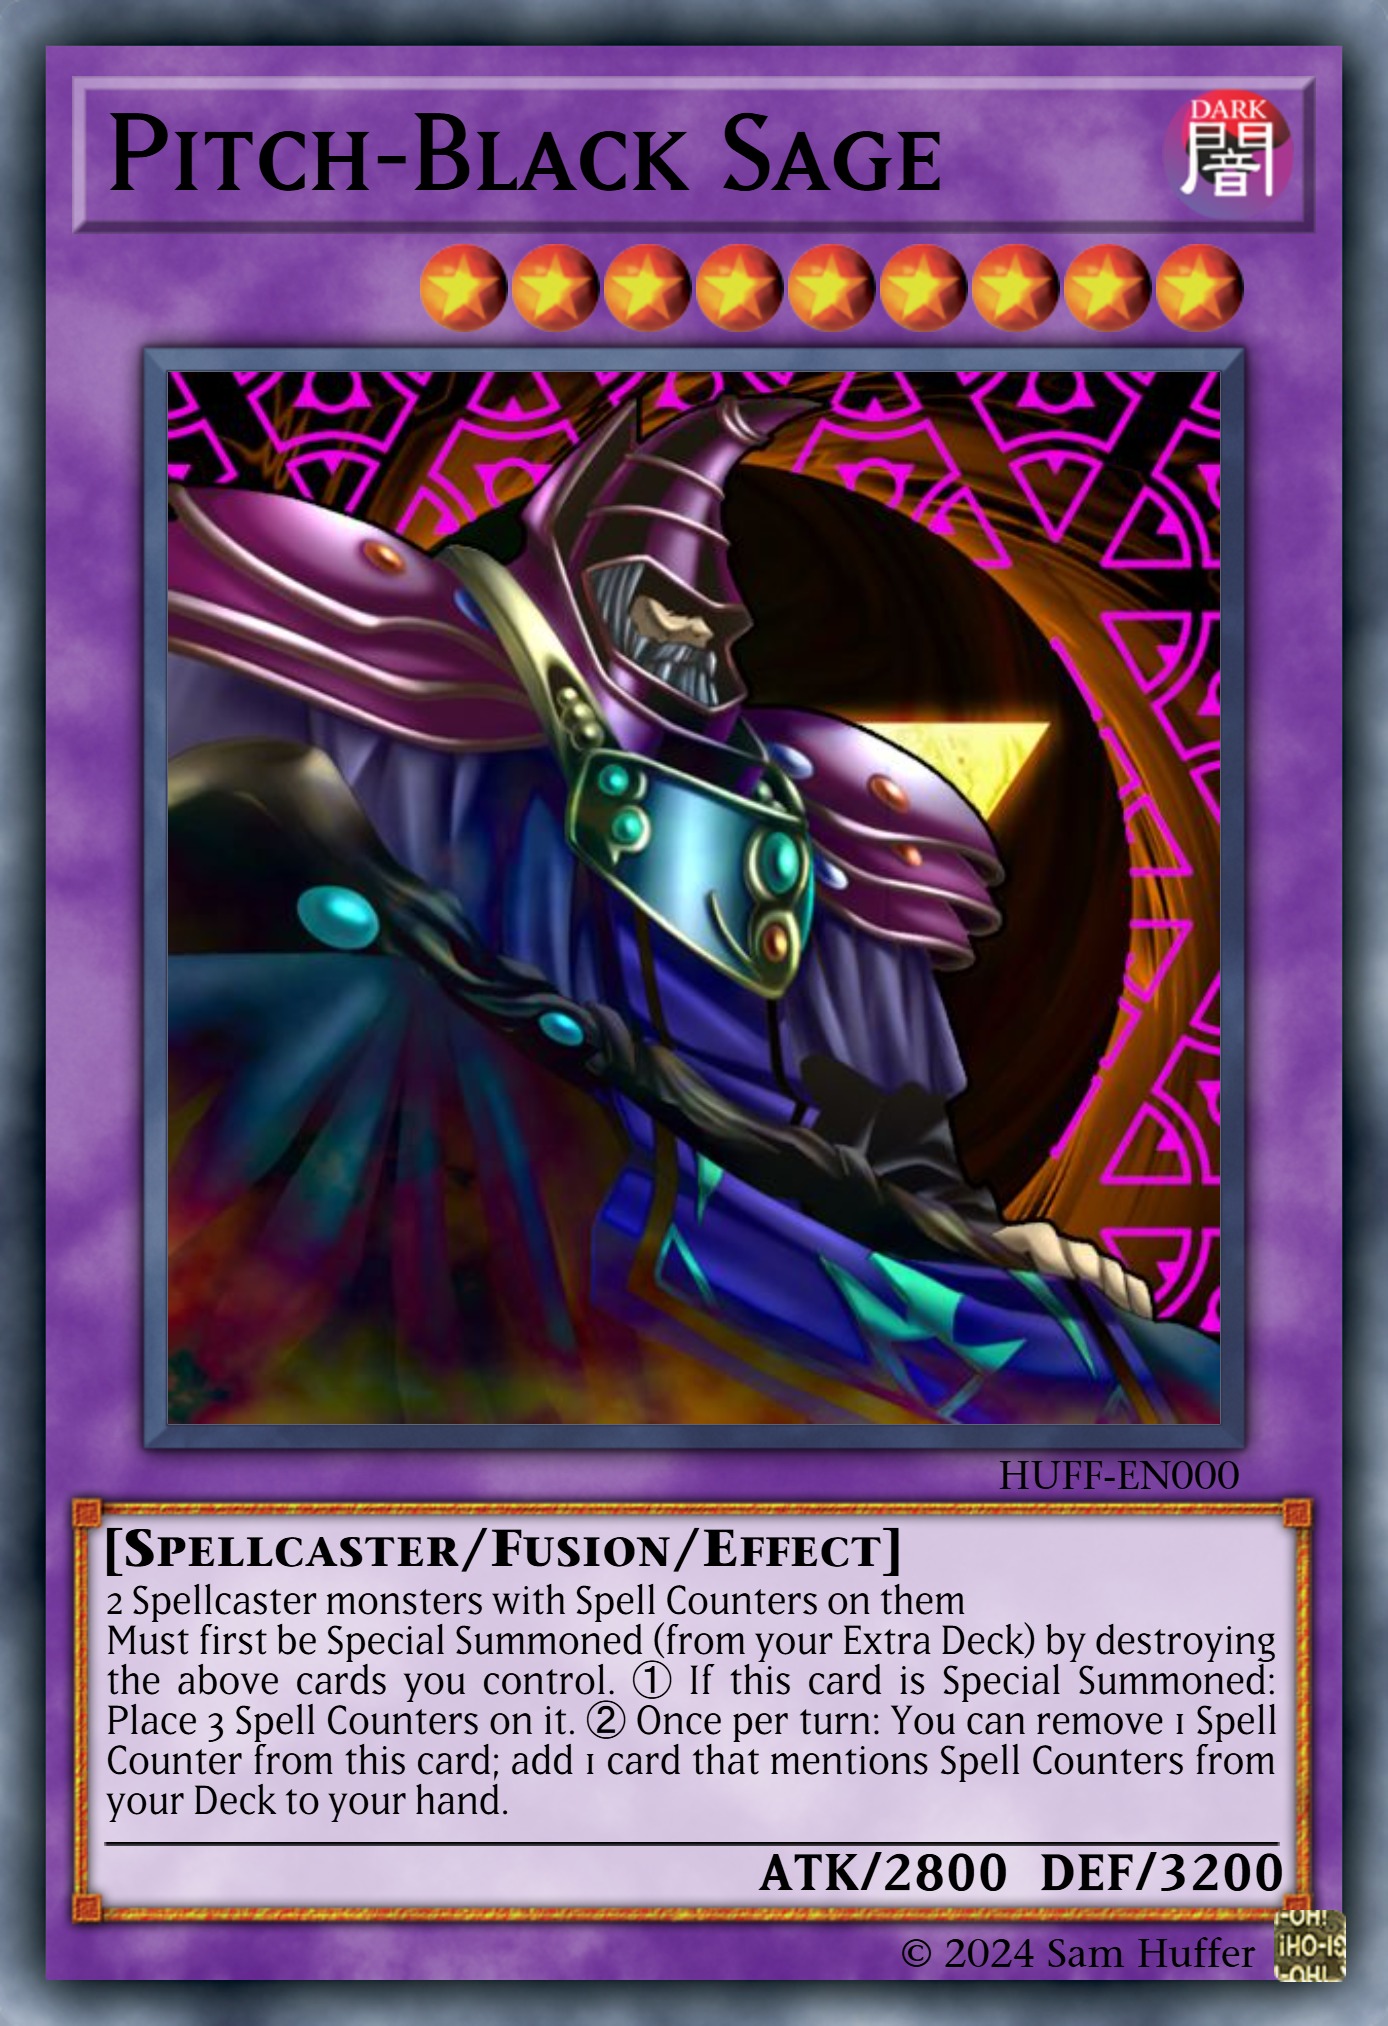 Pitch-Black Sage
DARK
闇
HUFF-EN000
[Spellcaster/Fusion/Effect]
2 Spellcaster monsters with Spell Counters on them
Must first be Special Summoned (from your Extra Deck) by destroying
the above cards you control. ① If this card is Special Summoned:
Place 3 Spell Counters on it. ② Once per turn: You can remove 1 Spell
Counter from this card; add 1 card that mentions Spell Counters from
your Deck to your hand.
ATK/2800 DEF/3200
© 2024 Sam Huffer